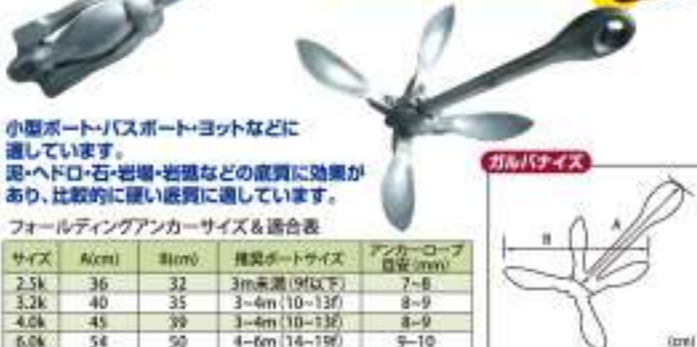 小型ボート・バスボート・ヨットなどに
適しています。
泥・ヘドロ・石・岩場・岩礁などの底質に効果が
あり、比較的に硬い底質に適しています。
ガルバナイズ
フォールディングアンカーサイズ&適合表
サイズ A(cm) B(cm) 推奨ボートサイズ アンカーロープ目安(mm)
2.5k 36 32 3m未満(9f以下) 7~8
3.2k 40 35 3~4m(10~13f) 8~9
4.0k 45 39 3~4m(10~13f) 8~9
6.0k 54 50 4~6m(14~19f) 9~10
A
B
(cm)